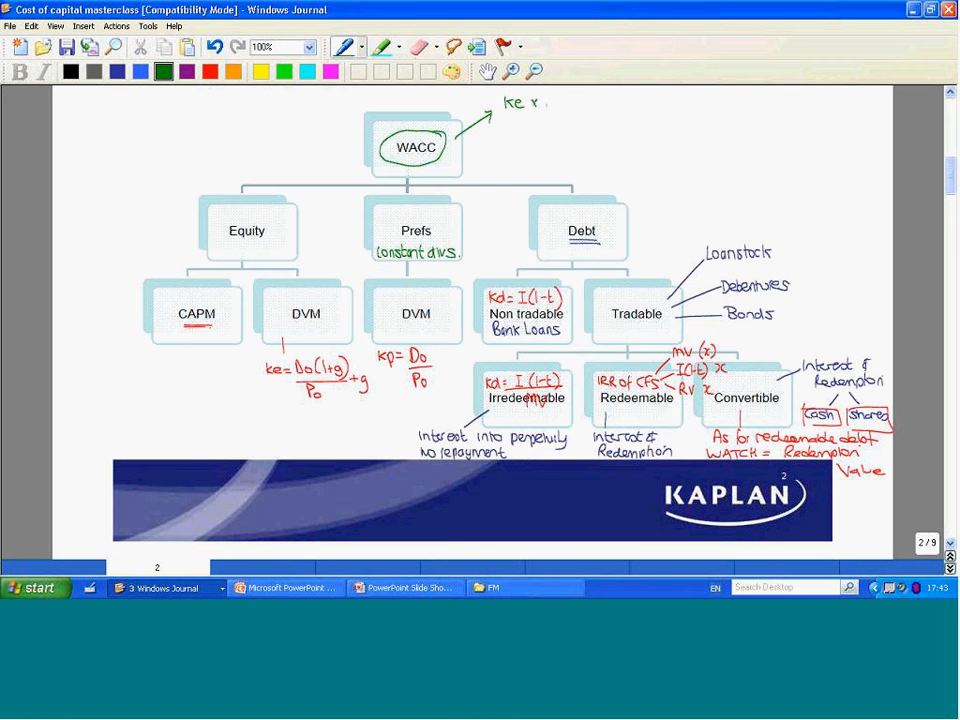 Cost of capital masterclass [Compatibility Mode] - Windows Journal
File Edit View Insert Actions Tools Help
100%
B I
ke x
WACC
Equity
Prefs
constant divs.
Debt
Loanstock
Debentures
Bonds
CAPM
DVM
DVM
Kd = I(1-t)
Non tradable
Bank Loans
Tradable
ke = Do(1+g) + g
Po
kp = Do
Po
kd = I (1-t)
MV
Irredeemable
IRR of CFS
Redeemable
MV (x)
I(1-t) x
RV x
Convertible
Interest &
Redemption
cash shares
Interest into perpetuity
No repayment
Interest &
Redemption
As for redeemable debt
WATCH = Redemption
Value
2
KAPLAN
2 / 9
2
start
3 Windows Journal
Microsoft PowerPoint ...
PowerPoint Slide Sho...
FM
EN
Search Desktop
17:43